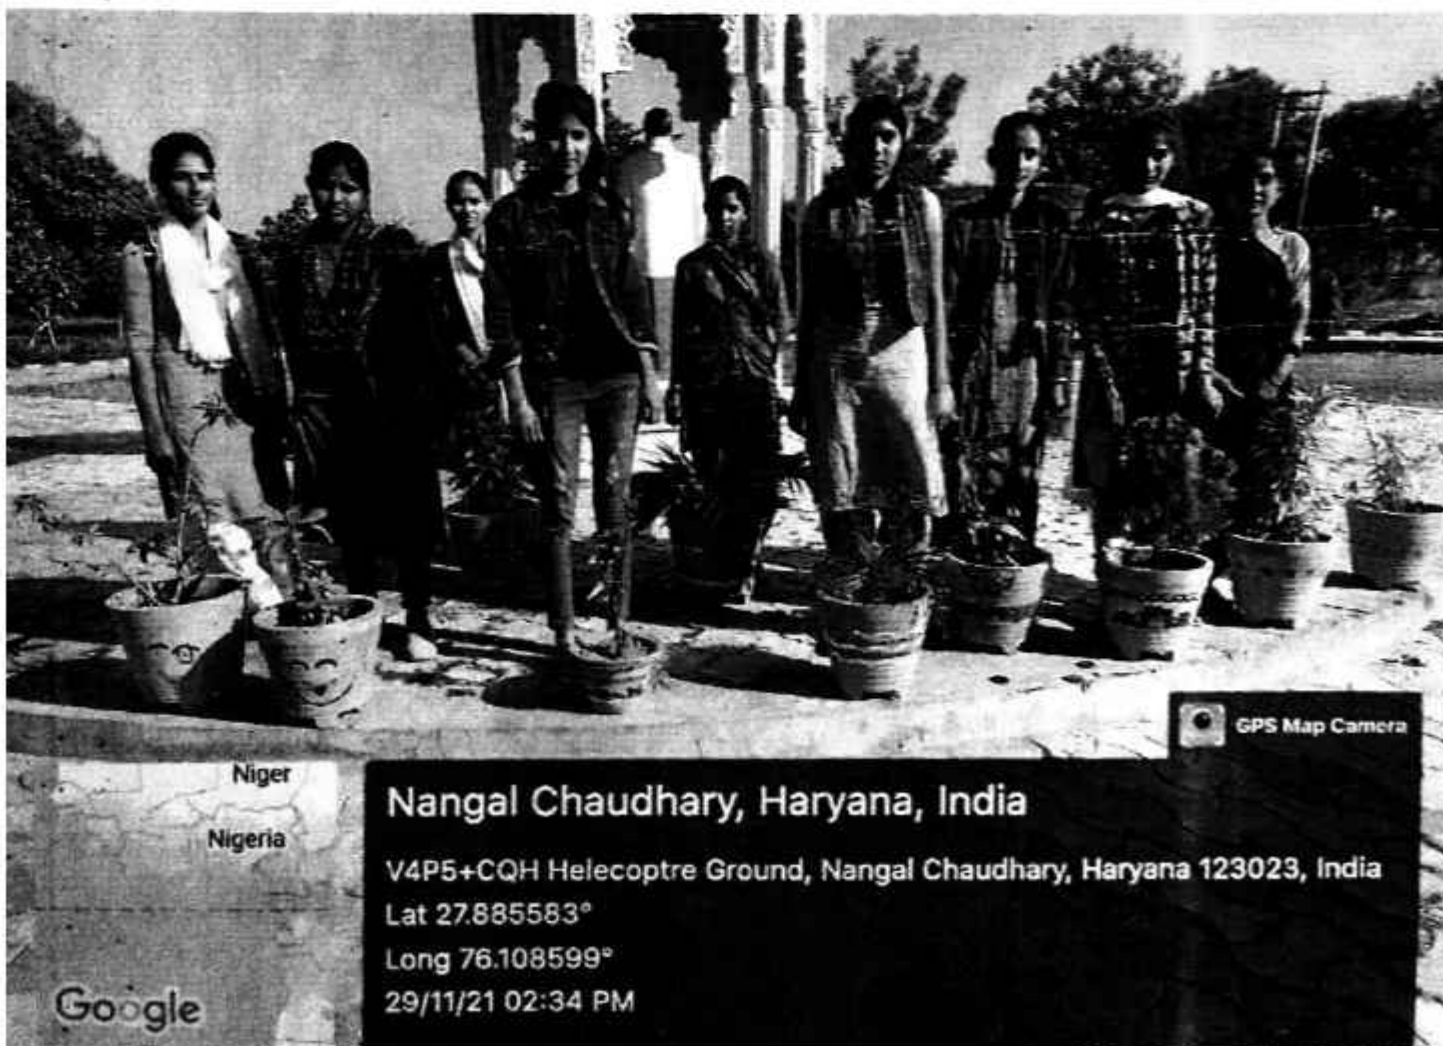 GPS Map Camera
Niger
Nigeria
Google
Nangal Chaudhary, Haryana, India
V4P5+CQH Helecoptre Ground, Nangal Chaudhary, Haryana 123023, India
Lat 27.885583°
Long 76.108599°
29/11/21 02:34 PM